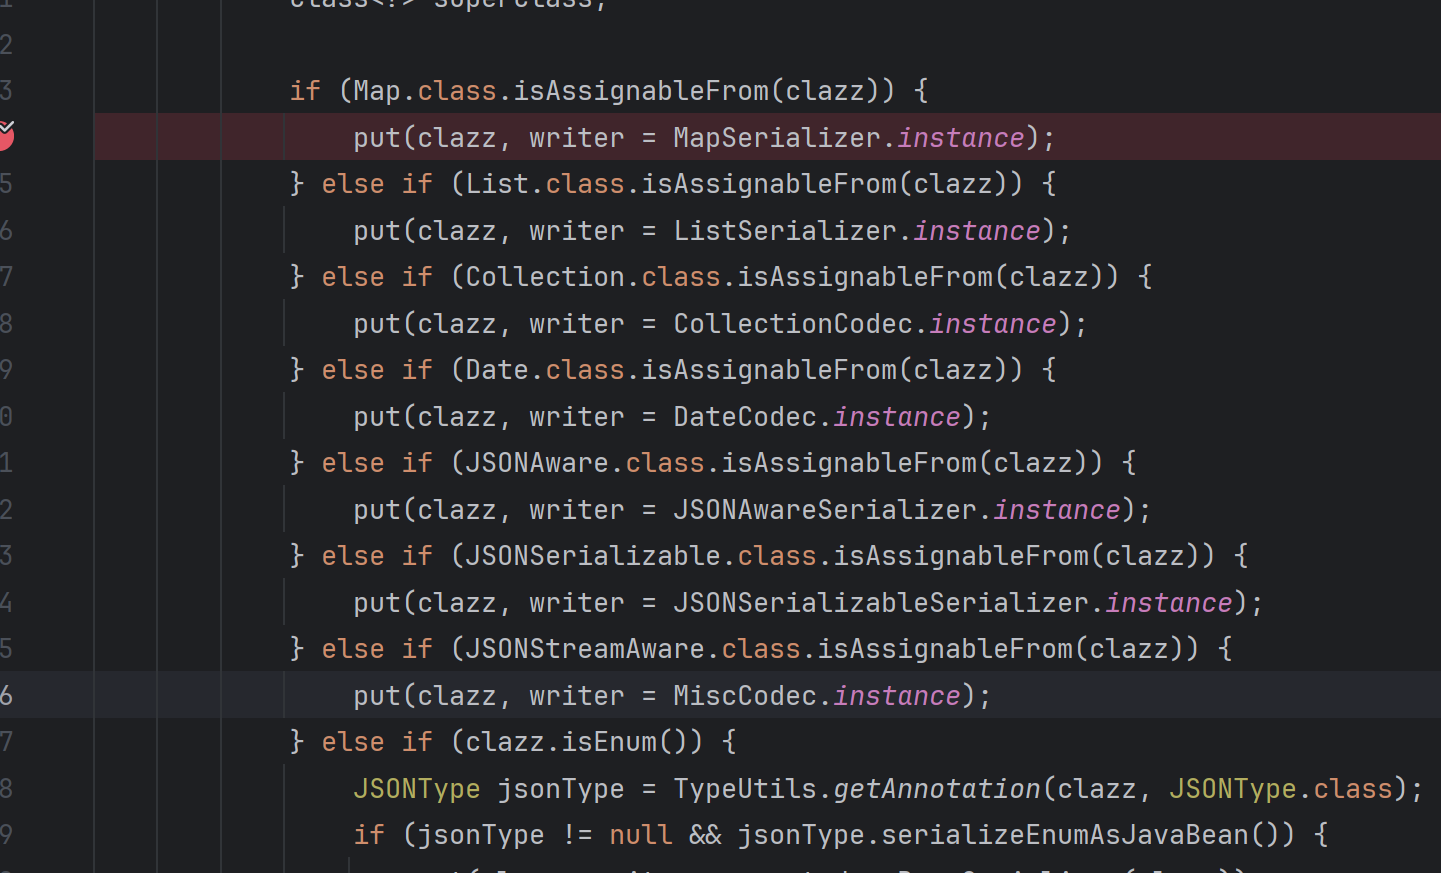 1 class<?> superclass;
2
3 if (Map.class.isAssignableFrom(clazz)) {
put(clazz, writer = MapSerializer.instance);
5 } else if (List.class.isAssignableFrom(clazz)) {
6 put(clazz, writer = ListSerializer.instance);
7 } else if (Collection.class.isAssignableFrom(clazz)) {
8 put(clazz, writer = CollectionCodec.instance);
9 } else if (Date.class.isAssignableFrom(clazz)) {
0 put(clazz, writer = DateCodec.instance);
1 } else if (JSONAware.class.isAssignableFrom(clazz)) {
2 put(clazz, writer = JSONAwareSerializer.instance);
3 } else if (JSONSerializable.class.isAssignableFrom(clazz)) {
4 put(clazz, writer = JSONSerializableSerializer.instance);
5 } else if (JSONStreamAware.class.isAssignableFrom(clazz)) {
6 put(clazz, writer = MiscCodec.instance);
7 } else if (clazz.isEnum()) {
8 JSONType jsonType = TypeUtils.getAnnotation(clazz, JSONType.class);
9 if (jsonType != null && jsonType.serializeEnumAsJavaBean()) {